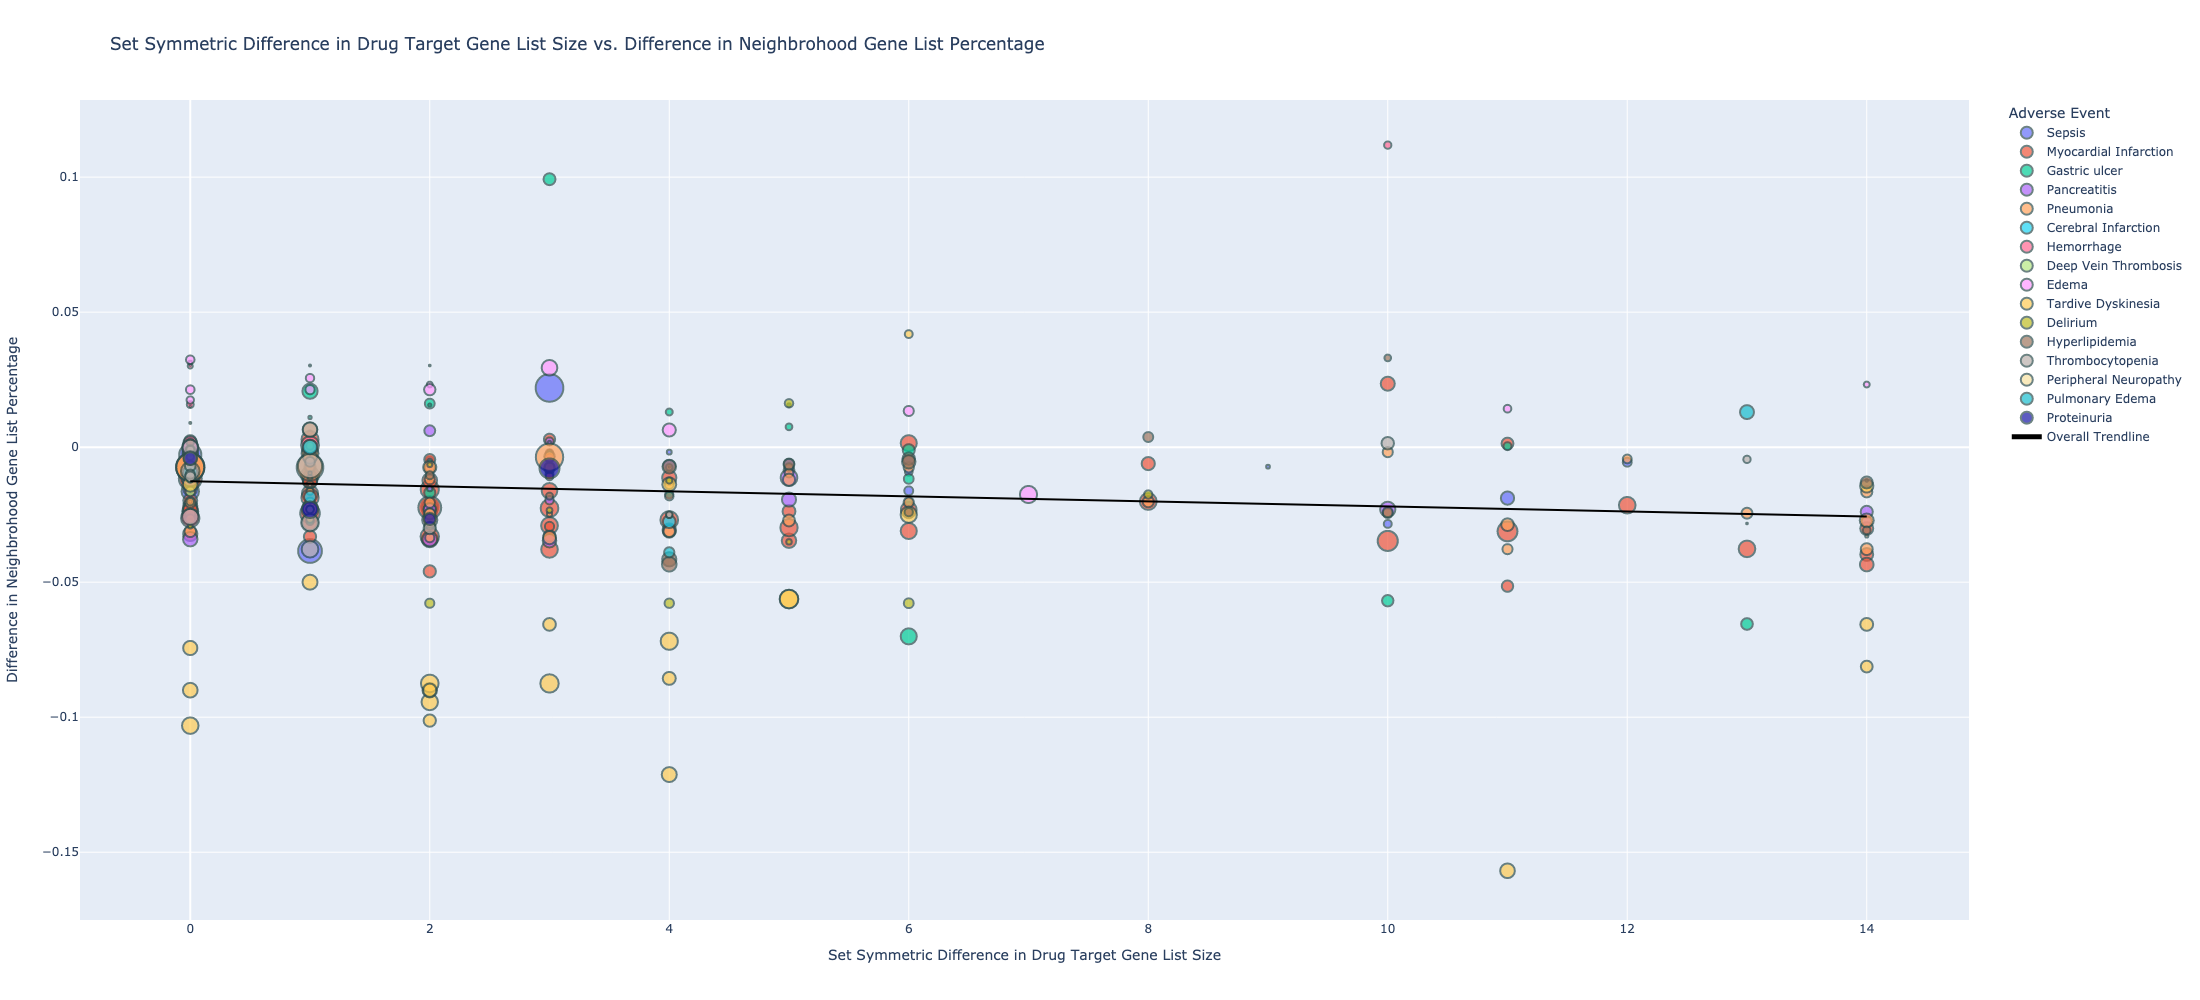 Set Symmetric Difference in Drug Target Gene List Size vs. Difference in Neighbrohood Gene List Percentage
Adverse Event
Sepsis
Myocardial Infarction
Gastric ulcer
Pancreatitis
Pneumonia
Cerebral Infarction
Hemorrhage
Deep Vein Thrombosis
Edema
Tardive Dyskinesia
Delirium
Hyperlipidemia
Thrombocytopenia
Peripheral Neuropathy
Pulmonary Edema
Proteinuria
Overall Trendline
Difference in Neighbrohood Gene List Percentage
0.1
0.05
0
−0.05
−0.1
−0.15
0 2 4 6 8 10 12 14
Set Symmetric Difference in Drug Target Gene List Size